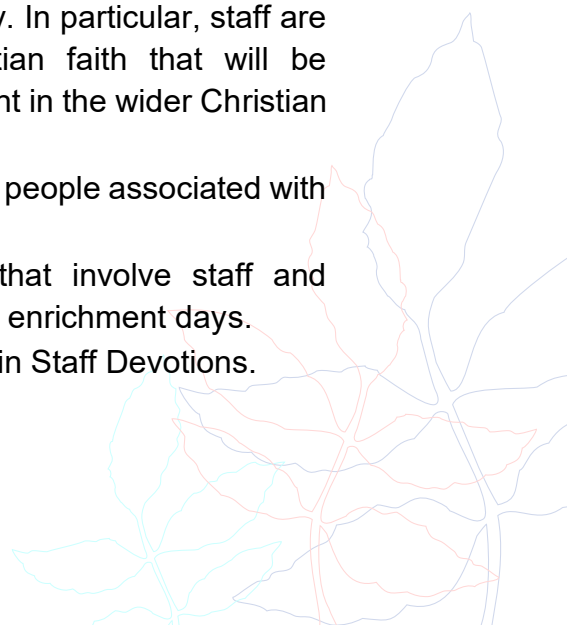 . In particular, staff are
tian faith that will be
nt in the wider Christian
people associated with
that involve staff and
enrichment days.
in Staff Devotions.